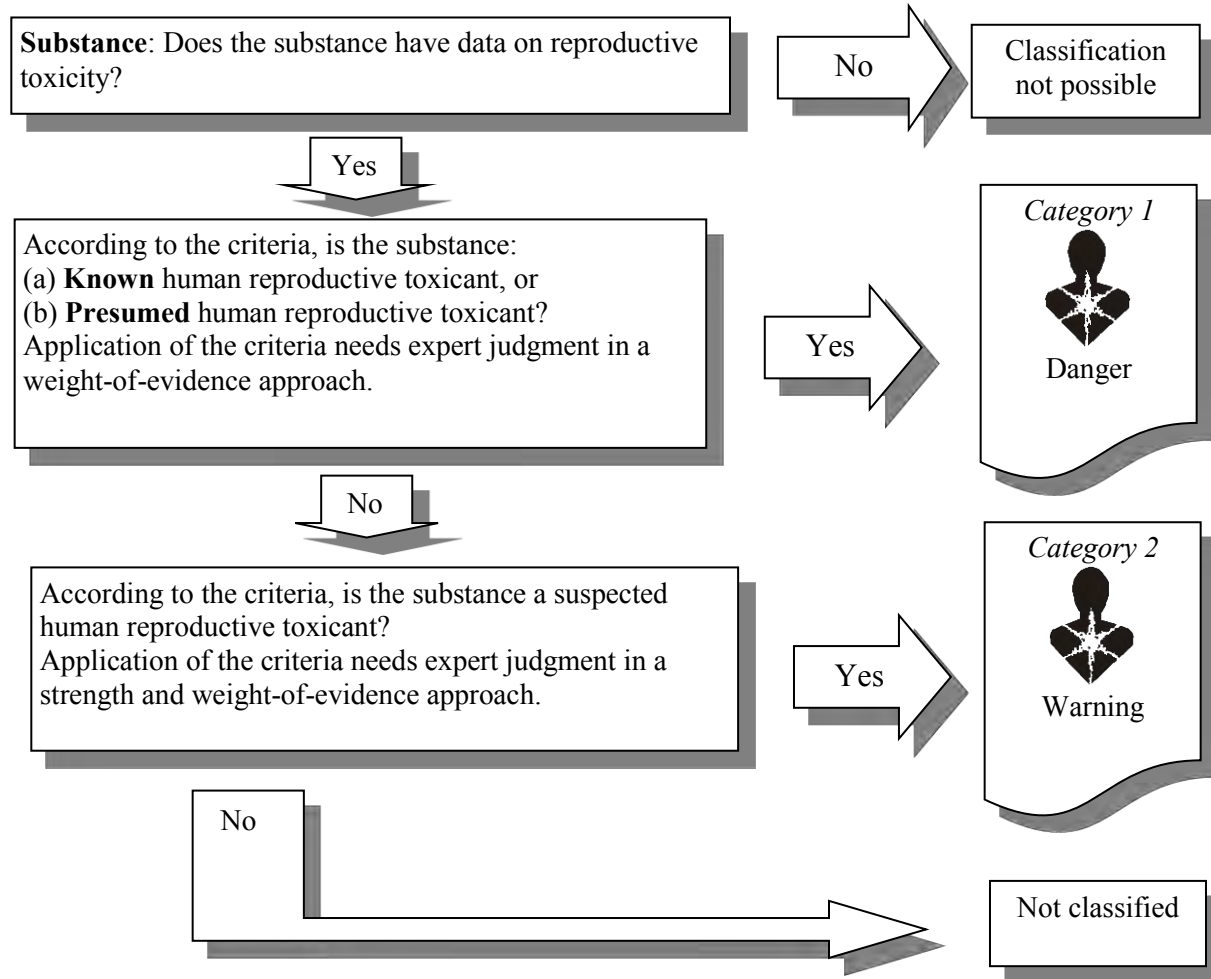 Substance: Does the substance have data on reproductive
toxicity?
No
Classification
not possible
Yes
According to the criteria, is the substance:
(a) Known human reproductive toxicant, or
(b) Presumed human reproductive toxicant?
Application of the criteria needs expert judgment in a
weight-of-evidence approach.
Yes
Category 1
Danger
No
According to the criteria, is the substance a suspected
human reproductive toxicant?
Application of the criteria needs expert judgment in a
strength and weight-of-evidence approach.
Yes
Category 2
Warning
No
Not classified